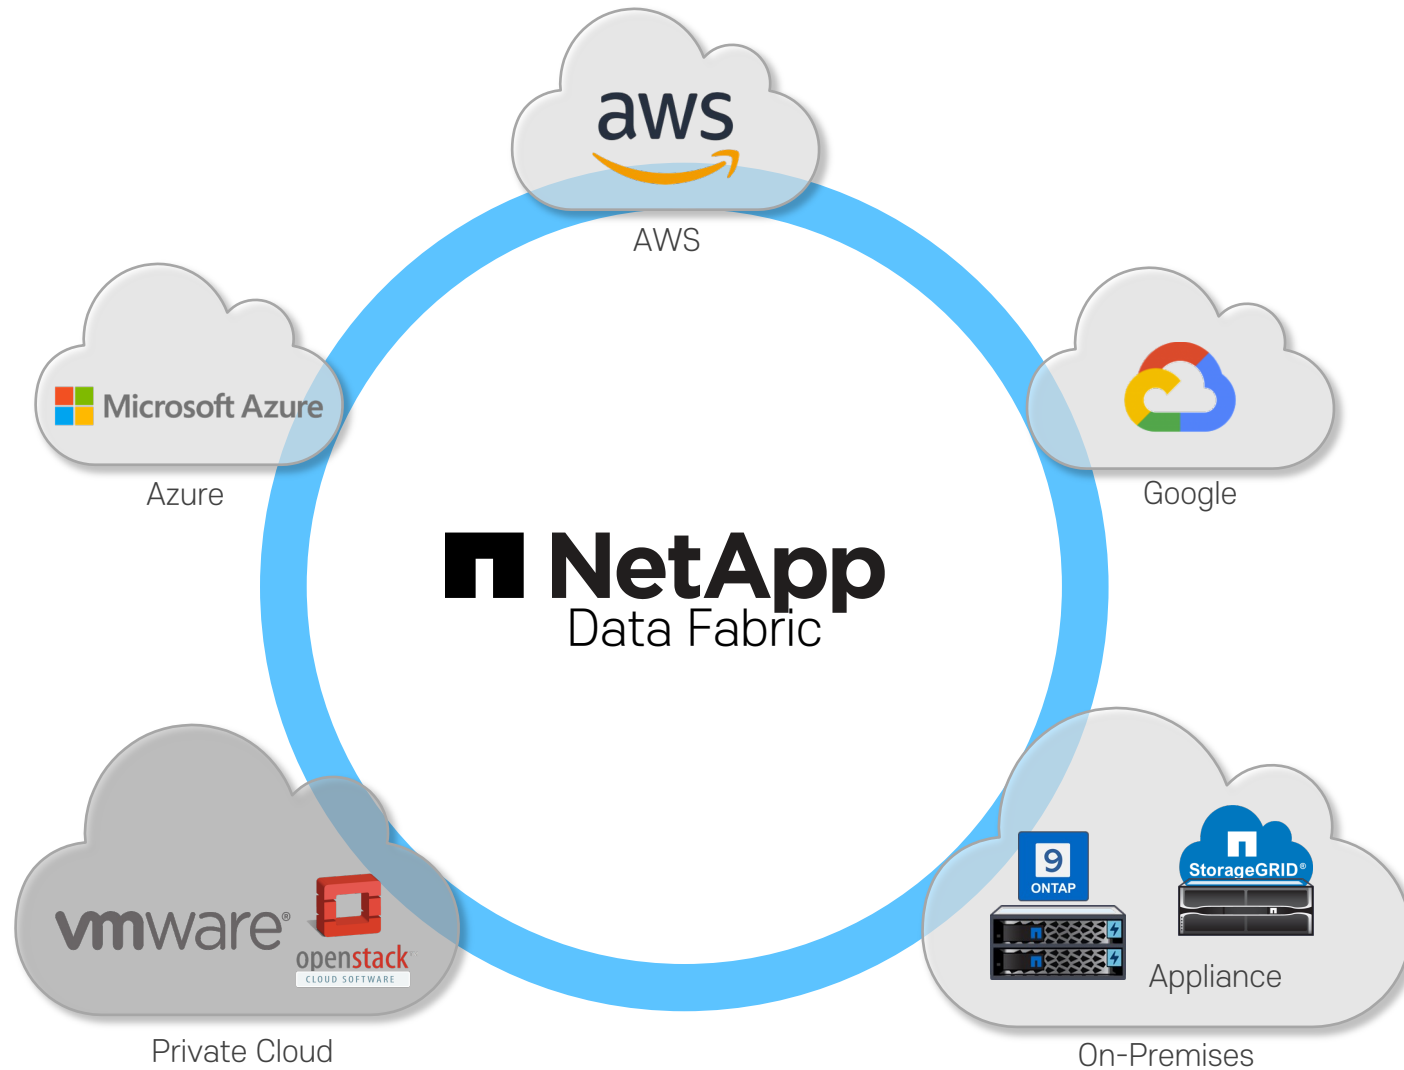 aws
AWS
Microsoft Azure
Azure
Google
NetApp
Data Fabric
vmware®
openstack
CLOUD SOFTWARE
Private Cloud
9
ONTAP
StorageGRID®
Appliance
On-Premises